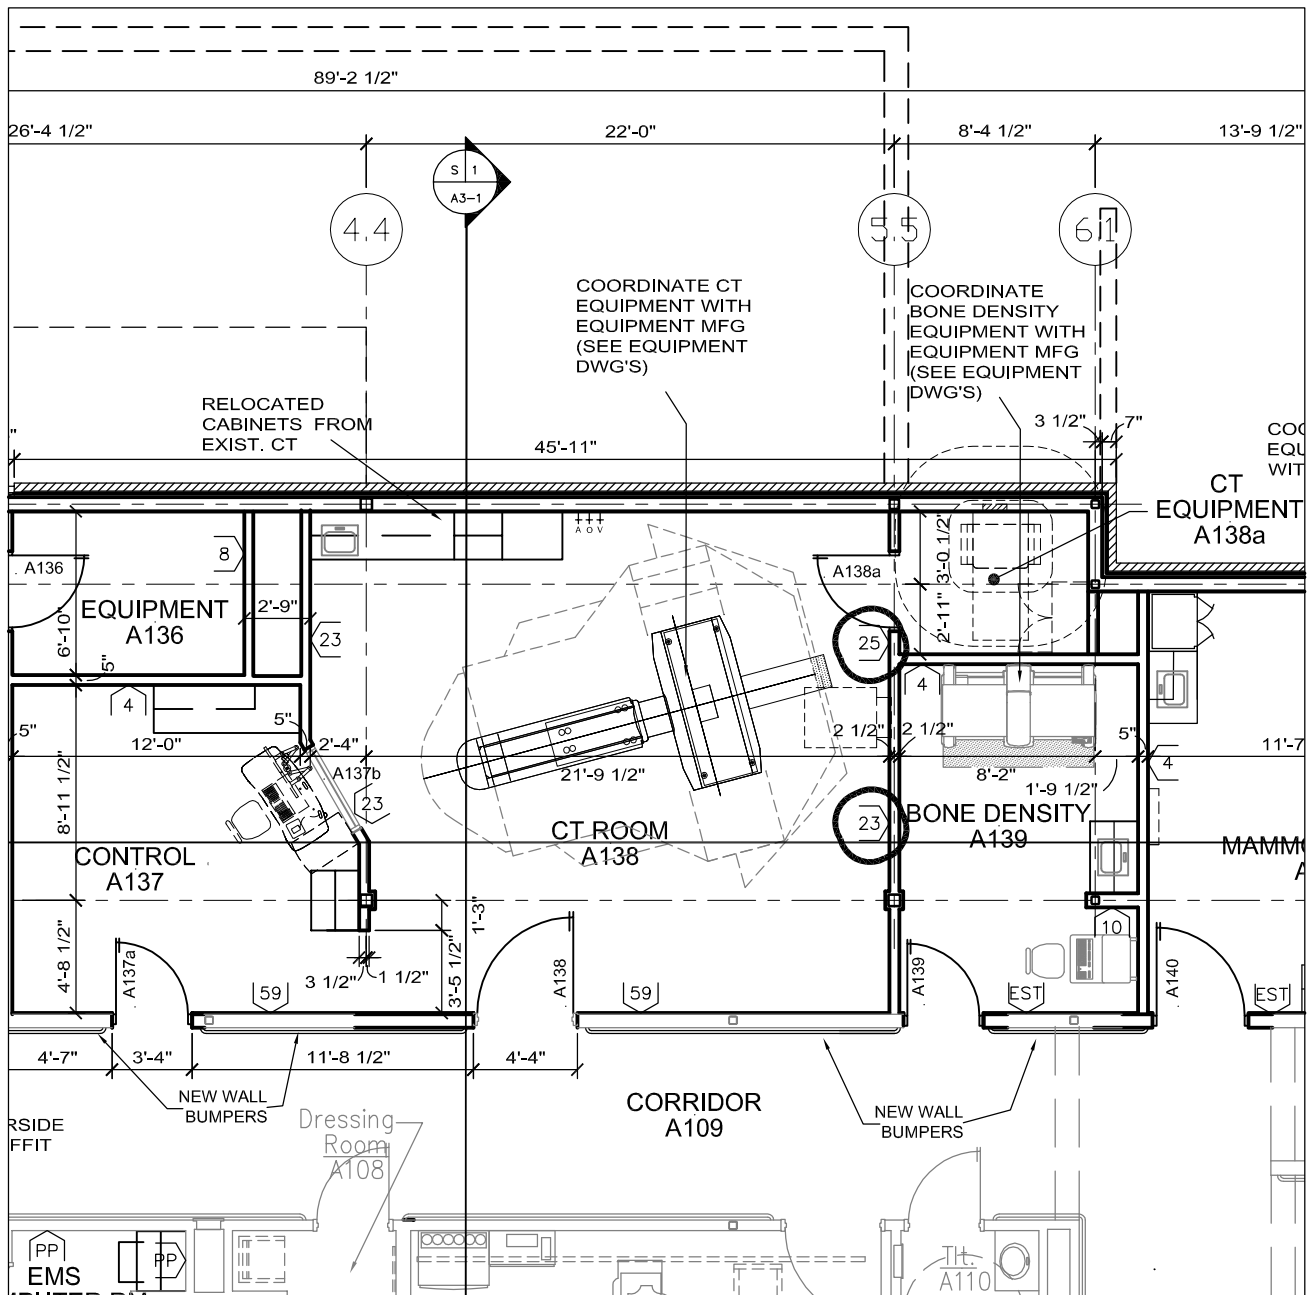 89'-2 1/2"
26'-4 1/2"
22'-0"
8'-4 1/2"
13'-9 1/2"
S 1
A3-1
4.4
5.5
6.1
COORDINATE CT
EQUIPMENT WITH
EQUIPMENT MFG
(SEE EQUIPMENT
DWG'S)
COORDINATE
BONE DENSITY
EQUIPMENT WITH
EQUIPMENT MFG
(SEE EQUIPMENT
DWG'S)
RELOCATED
CABINETS FROM
EXIST. CT
3 1/2"
7"
45'-11"
CT
EQUIPMENT
A138a
A O V
A136
8
A138a
3'-0 1/2"
2'-11"
EQUIPMENT
A136
2'-9"
6'-10"
5"
23
25
4
4
5"
12'-0"
5"
2'-4"
A137b
23
21'-9 1/2"
2 1/2"
2 1/2"
8'-2"
1'-9 1/2"
5"
4
11'-7
8'-11 1/2"
CONTROL
A137
CT ROOM
A138
23
BONE DENSITY
A139
MAMMO
4'-8 1/2"
A137a
3 1/2"
1 1/2"
1'-3"
3'-5 1/2"
A138
A139
10
A140
59
59
EST
EST
4'-7"
3'-4"
11'-8 1/2"
4'-4"
NEW WALL
BUMPERS
NEW WALL
BUMPERS
CORRIDOR
A109
RSIDE
FFIT
Dressing
Room
A108
PP
PP
EMS
Tlt.
A110